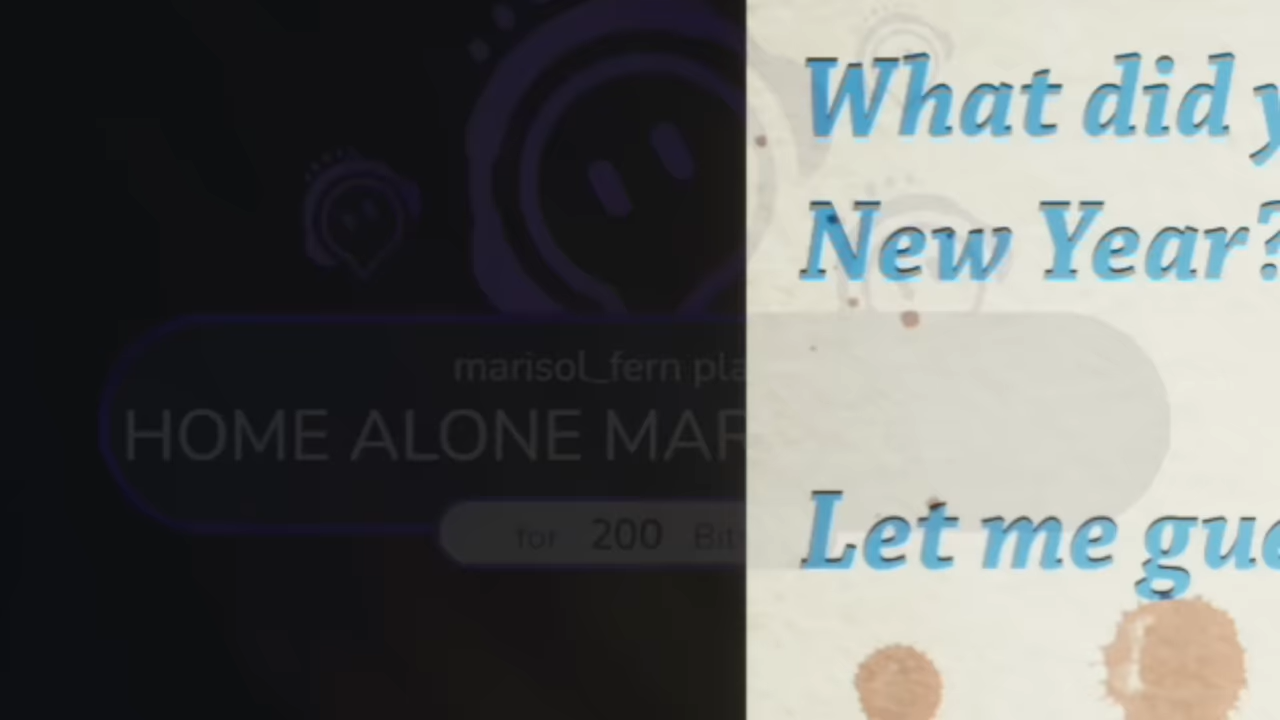 What did
New Year?
Let me
marisol_fern
HOME ALONE
for 200